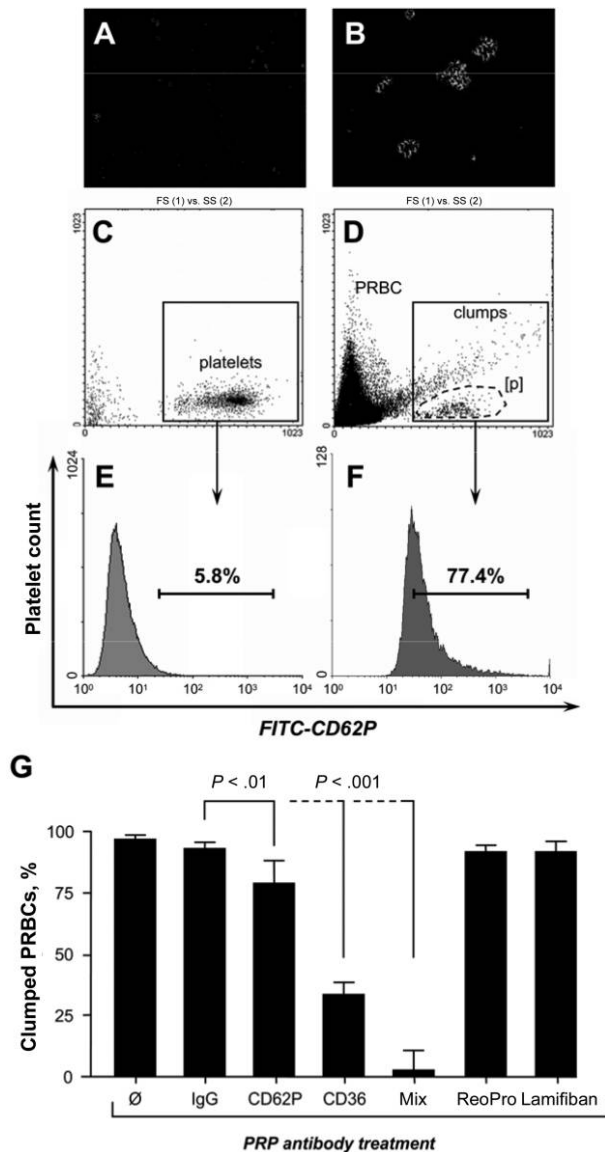 A
B
FS (1) vs. SS (2)
FS (1) vs. SS (2)
1023
C
platelets
0
0
1023
1023
D
PRBC
clumps
[p]
0
0
1023
Platelet count
1024
E
5.8%
0
10⁰ 10¹ 10² 10³ 10⁴
128
F
77.4%
0
10⁰ 10¹ 10² 10³ 10⁴
FITC-CD62P
G
P < .01
P < .001
Clumped PRBCs, %
100
75
50
25
0
Ø IgG CD62P CD36 Mix ReoPro Lamifiban
PRP antibody treatment